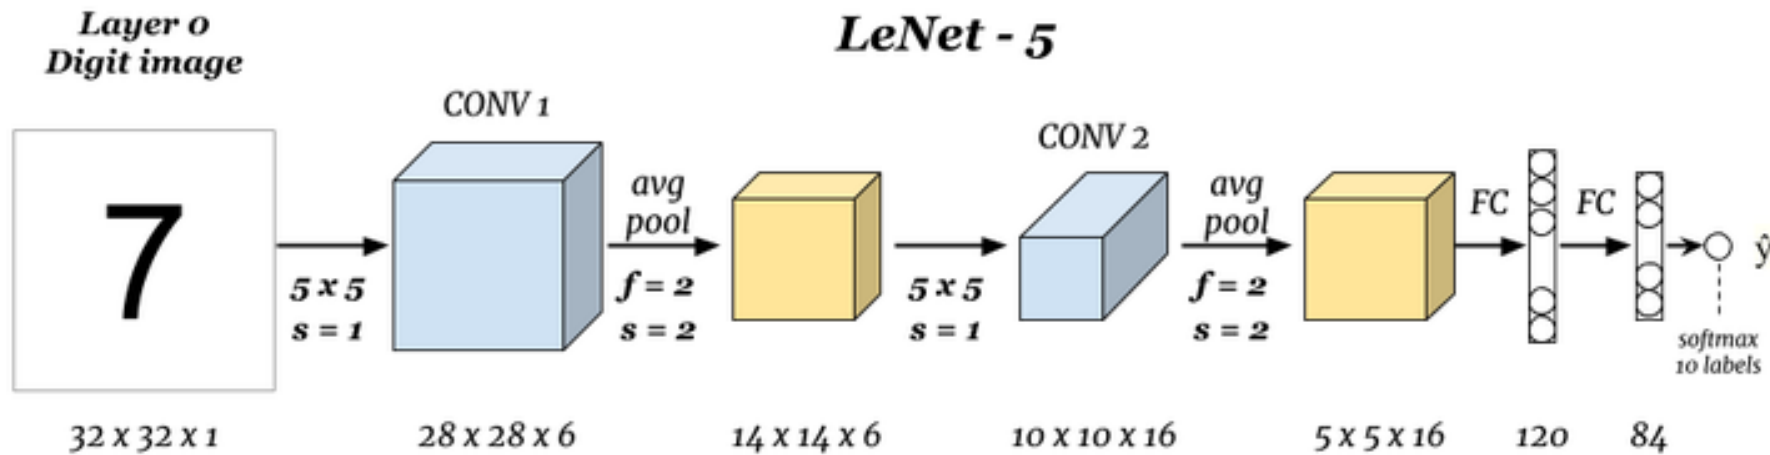 Layer 0
Digit image
LeNet - 5
CONV 1
CONV 2
7
avg
pool
avg
pool
FC
FC
ŷ
5 x 5
s = 1
f = 2
s = 2
5 x 5
s = 1
f = 2
s = 2
softmax
10 labels
32 x 32 x 1
28 x 28 x 6
14 x 14 x 6
10 x 10 x 16
5 x 5 x 16
120
84